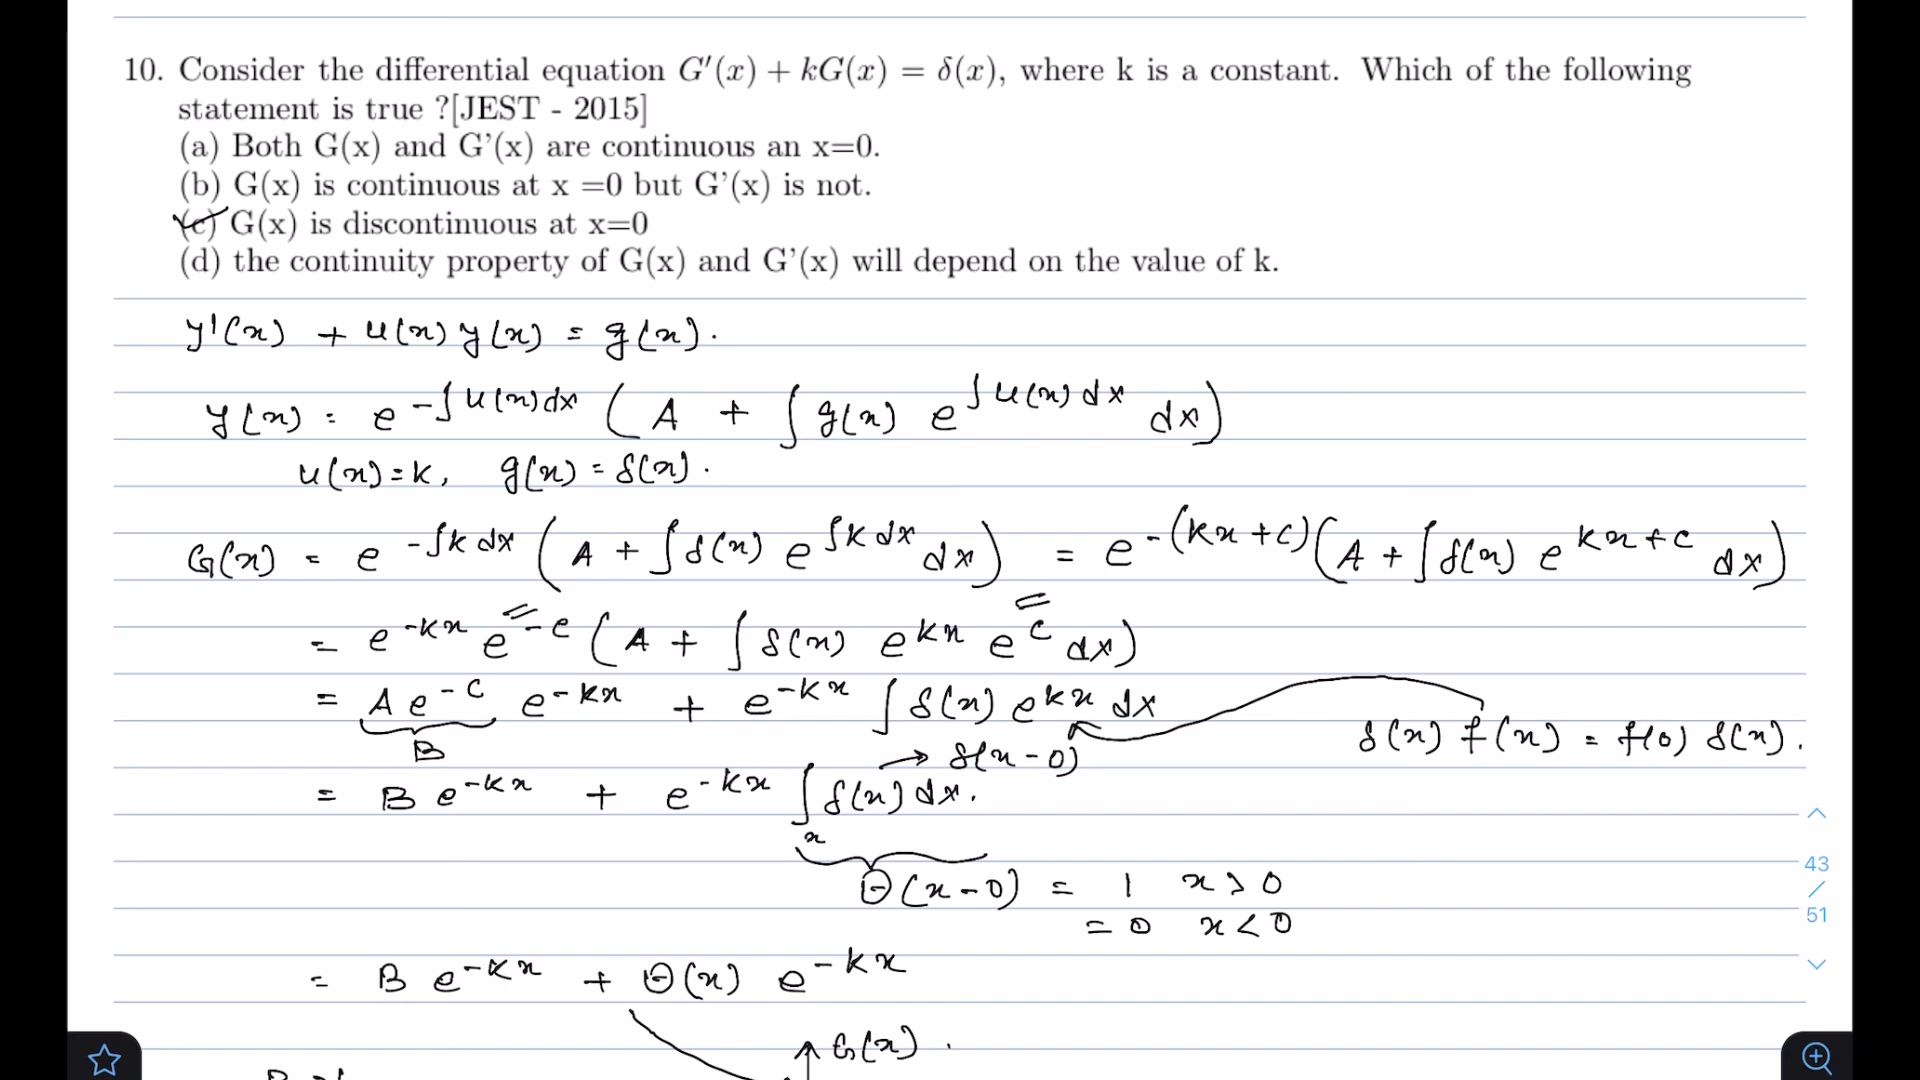 10. Consider the differential equation G′(x) + kG(x) = δ(x), where k is a constant. Which of the following
statement is true ?[JEST - 2015]
(a) Both G(x) and G’(x) are continuous an x=0.
(b) G(x) is continuous at x =0 but G’(x) is not.
(c) G(x) is discontinuous at x=0
(d) the continuity property of G(x) and G’(x) will depend on the value of k.
y'(x) + u(x) y(x) = g(x).
y(x) = e^{-∫u(x)dx} (A + ∫ g(x) e^{∫u(x)dx} dx)
u(x)=k, g(x) = δ(x).
G(x) = e^{-∫k dx} (A + ∫δ(x) e^{∫k dx} dx) = e^{-(kx+c)} (A + ∫δ(x) e^{kx+c} dx)
= e^{-kx} e^{-c} (A + ∫δ(x) e^{kx} e^{c} dx)
= A e^{-c} e^{-kx} + e^{-kx} ∫δ(x) e^{kx} dx
B
δ(x) f(x) = f(0) δ(x).
→ δ(x-0)
= B e^{-kx} + e^{-kx} ∫δ(x) dx.
x
Θ(x-0) = 1 x>0
= 0 x<0
= B e^{-kx} + Θ(x) e^{-kx}
↑ G(x).
43
/
51